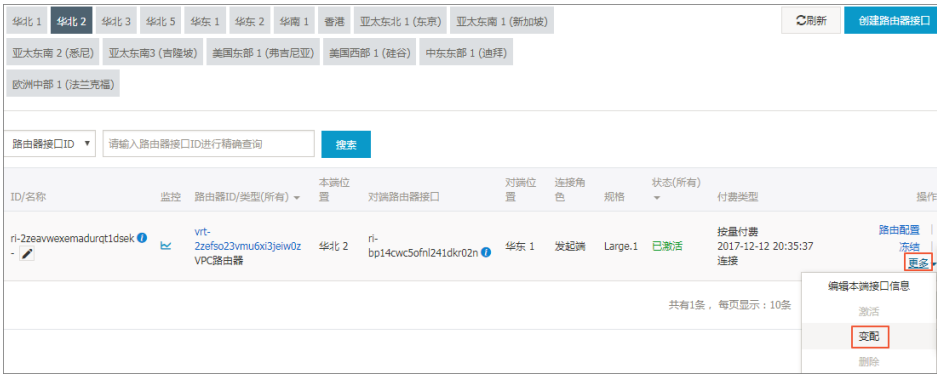 华北 1 华北 2 华北 3 华北 5 华东 1 华东 2 华南 1 香港 亚太东北 1 (东京) 亚太东南 1 (新加坡) 刷新 创建路由器接口
亚太东南 2 (悉尼) 亚太东南3 (吉隆坡) 美国东部 1 (弗吉尼亚) 美国西部 1 (硅谷) 中东东部 1 (迪拜)
欧洲中部 1 (法兰克福)
路由器接口ID 请输入路由器接口ID进行精确查询 搜索
ID/名称 监控 路由器ID/类型(所有) 本端位置 对端路由器接口 对端位置 连接角色 规格 状态(所有) 付费类型 操作
ri-2zeavwexemadurqt1dsek
-
vrt-
2zefso23vmu6xi3jeiw0z
VPC路由器
华北 2
ri-
bp14cwc5ofnl241dkr02n
华东 1
发起端
Large.1
已激活
按量付费
2017-12-12 20:35:37
连接
路由配置
冻结
更多
共有1条， 每页显示：10条
编辑本端接口信息
激活
变配
删除